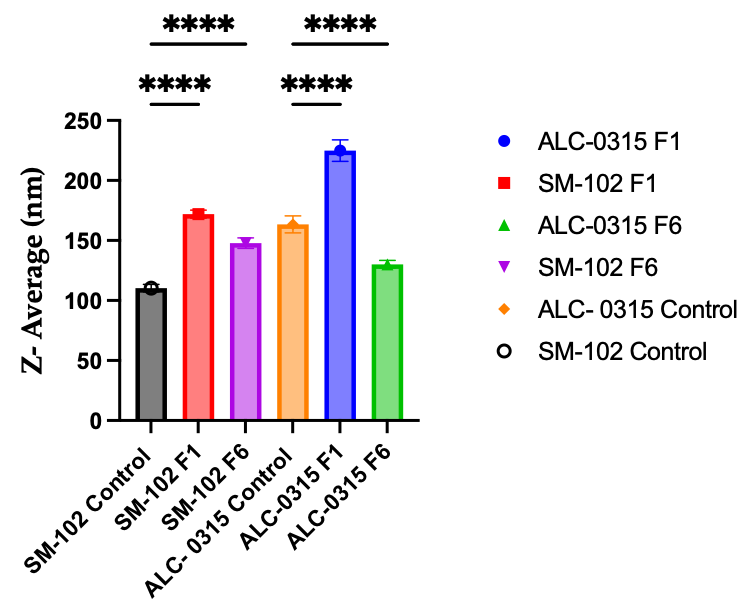 **** ****
**** ****
250
200
150
100
50
0
Z- Average (nm)
SM-102 Control
SM-102 F1
SM-102 F6
ALC- 0315 Control
ALC-0315 F1
ALC-0315 F6
ALC-0315 F1
SM-102 F1
ALC-0315 F6
SM-102 F6
ALC- 0315 Control
SM-102 Control